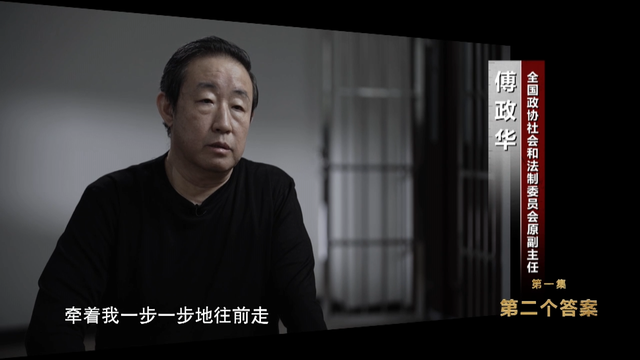 傅政华
全国政协社会和法制委员会原副主任
第一集
第二个答案
牵着我一步一步地往前走